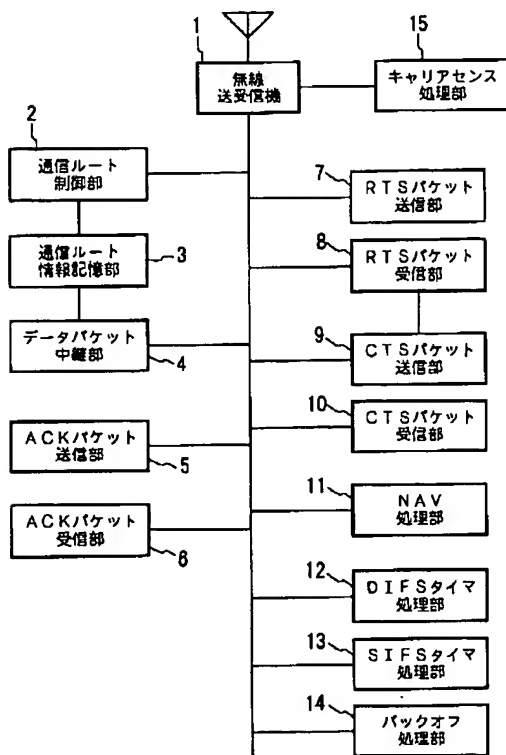 1
無線
送受信機
15
キャリアセンス
処理部
2
通信ルート
制御部
通信ルート
情報記憶部
3
データパケット
中継部
4
ACKパケット
送信部
5
ACKパケット
受信部
6
7
RTSパケット
送信部
8
RTSパケット
受信部
9
CTSパケット
送信部
10
CTSパケット
受信部
11
NAV
処理部
12
DIFSタイマ
処理部
13
SIFSタイマ
処理部
14
バックオフ
処理部